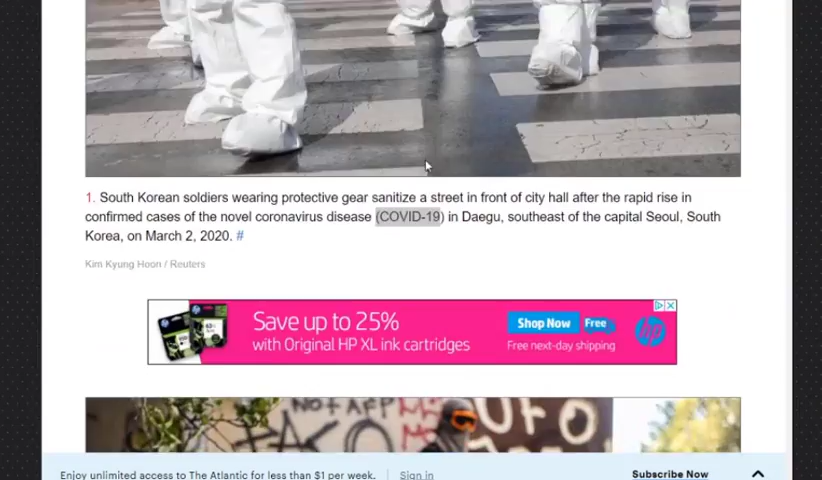 1. South Korean soldiers wearing protective gear sanitize a street in front of city hall after the rapid rise in
confirmed cases of the novel coronavirus disease (COVID-19) in Daegu, southeast of the capital Seoul, South
Korea, on March 2, 2020. #
Kim Kyung Hoon / Reuters
Save up to 25%
with Original HP XL ink cartridges
Shop Now
Free
Free next-day shipping
hp
NOT AFP
UFO
Enjoy unlimited access to The Atlantic for less than $1 per week.
Sign in
Subscribe Now